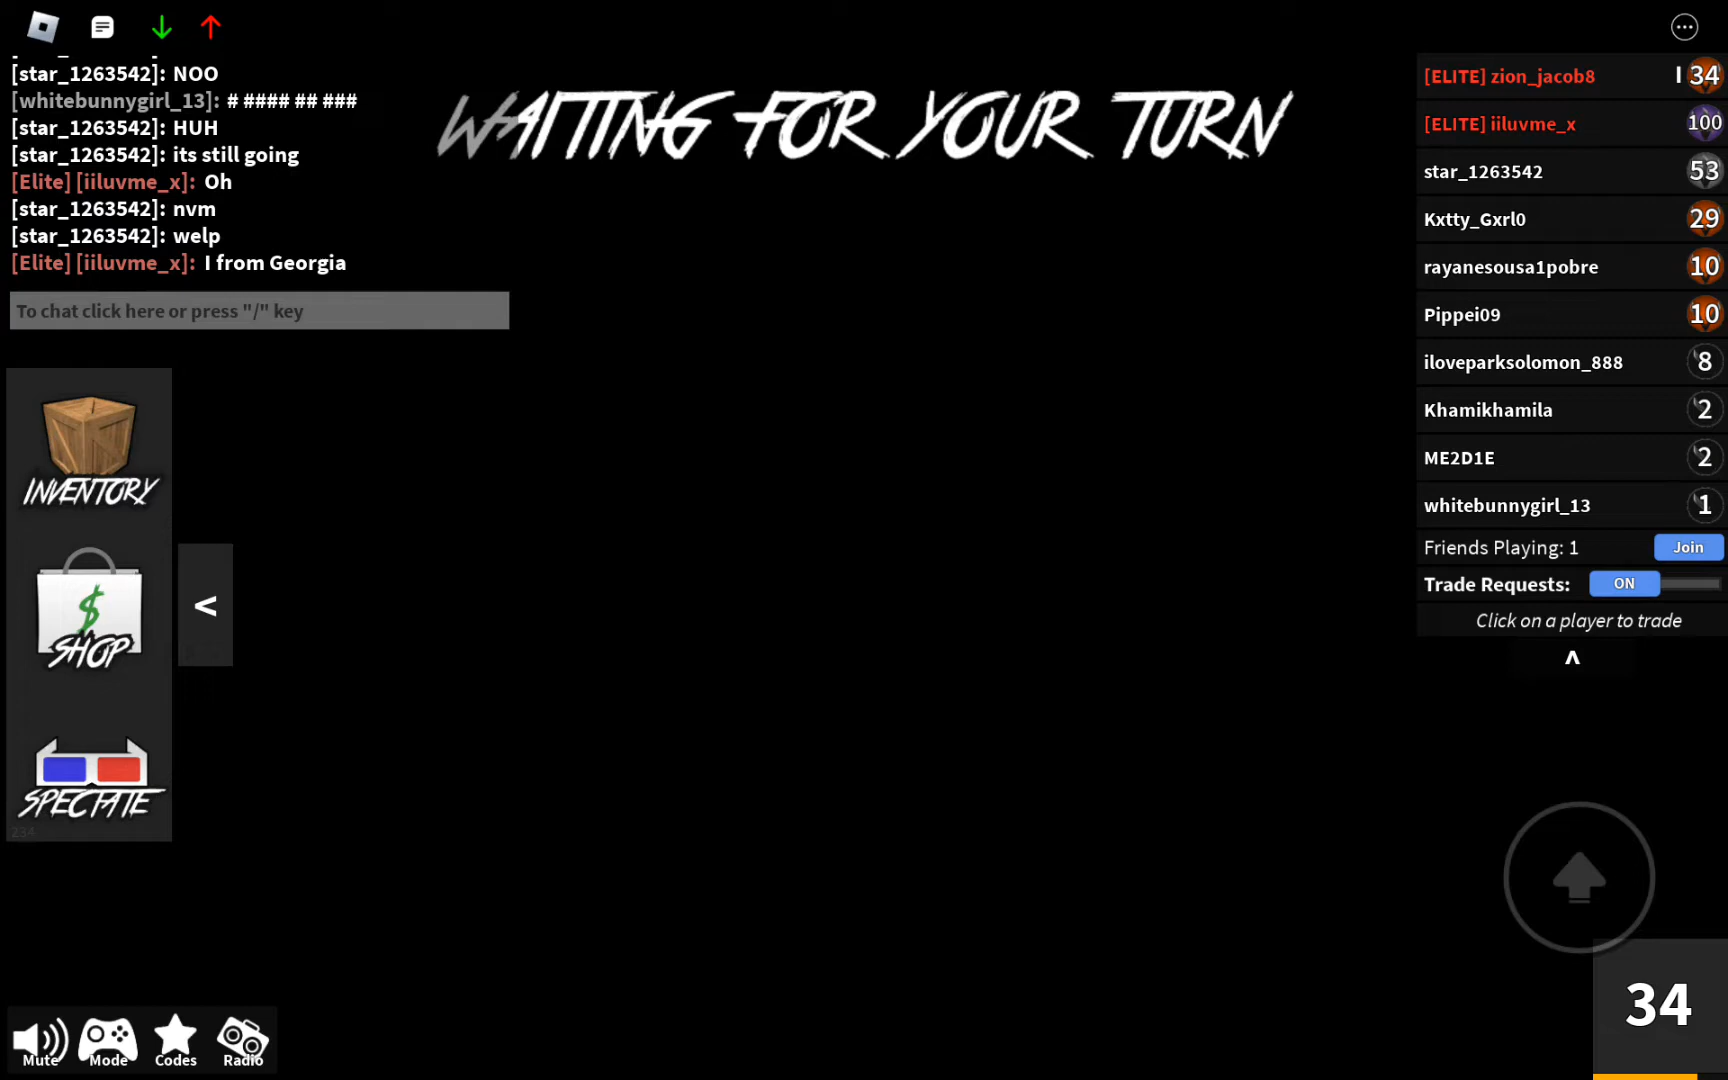 [star_1263542]: NOO
[whitebunnygirl_13]: # #### ## ###
[star_1263542]: HUH
[star_1263542]: its still going
[Elite] [iiluvme_x]: Oh
[star_1263542]: nvm
[star_1263542]: welp
[Elite] [iiluvme_x]: I from Georgia
To chat click here or press "/" key
WAITING FOR YOUR TURN
[ELITE] zion_jacob8 I 34
[ELITE] iiluvme_x 100
star_1263542 53
Kxtty_Gxrl0 29
rayanesousa1pobre 10
Pippei09 10
iloveparksolomon_888 8
Khamikhamila 2
ME2D1E 2
whitebunnygirl_13 1
Friends Playing: 1 Join
Trade Requests: ON
Click on a player to trade
INVENTORY
$
SHOP
<
SPECTATE
234
34
Mute Mode Codes Radio